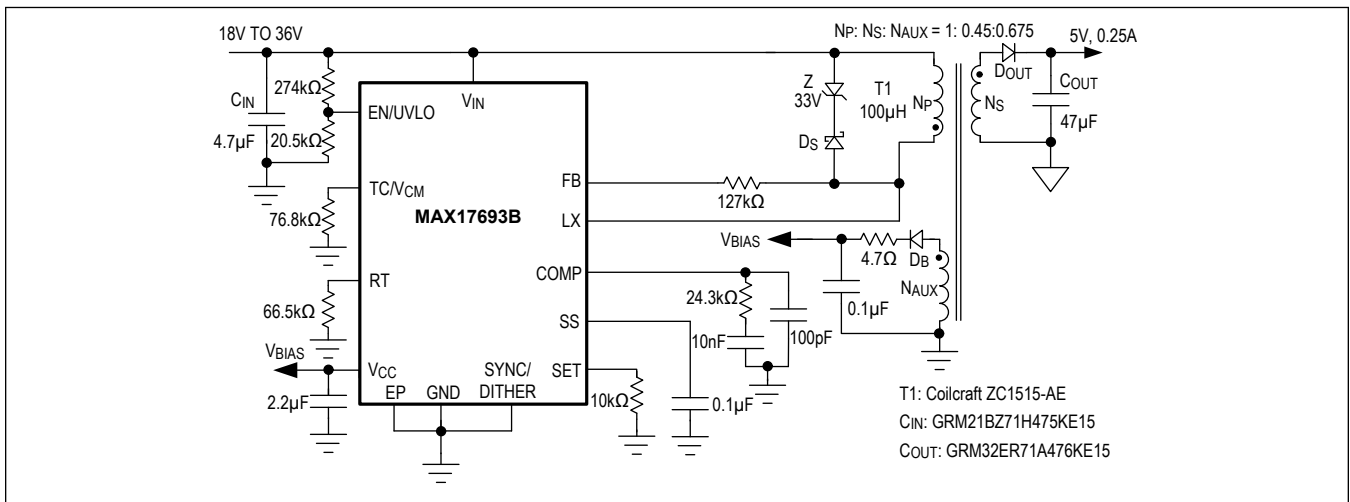 18V TO 36V
NP: NS: NAUX = 1: 0.45:0.675
5V, 0.25A
CIN
4.7µF
274kΩ
20.5kΩ
EN/UVLO
VIN
Z
33V
DS
T1
100µH
NP
NS
DOUT
COUT
47µF
TC/VCM
76.8kΩ
MAX17693B
FB
127kΩ
LX
RT
66.5kΩ
VBIAS
4.7Ω
DB
NAUX
0.1µF
COMP
24.3kΩ
10nF
100pF
SS
0.1µF
VBIAS
VCC
2.2µF
EP
GND
SYNC/
DITHER
SET
10kΩ
T1: Coilcraft ZC1515-AE
CIN: GRM21BZ71H475KE15
COUT: GRM32ER71A476KE15